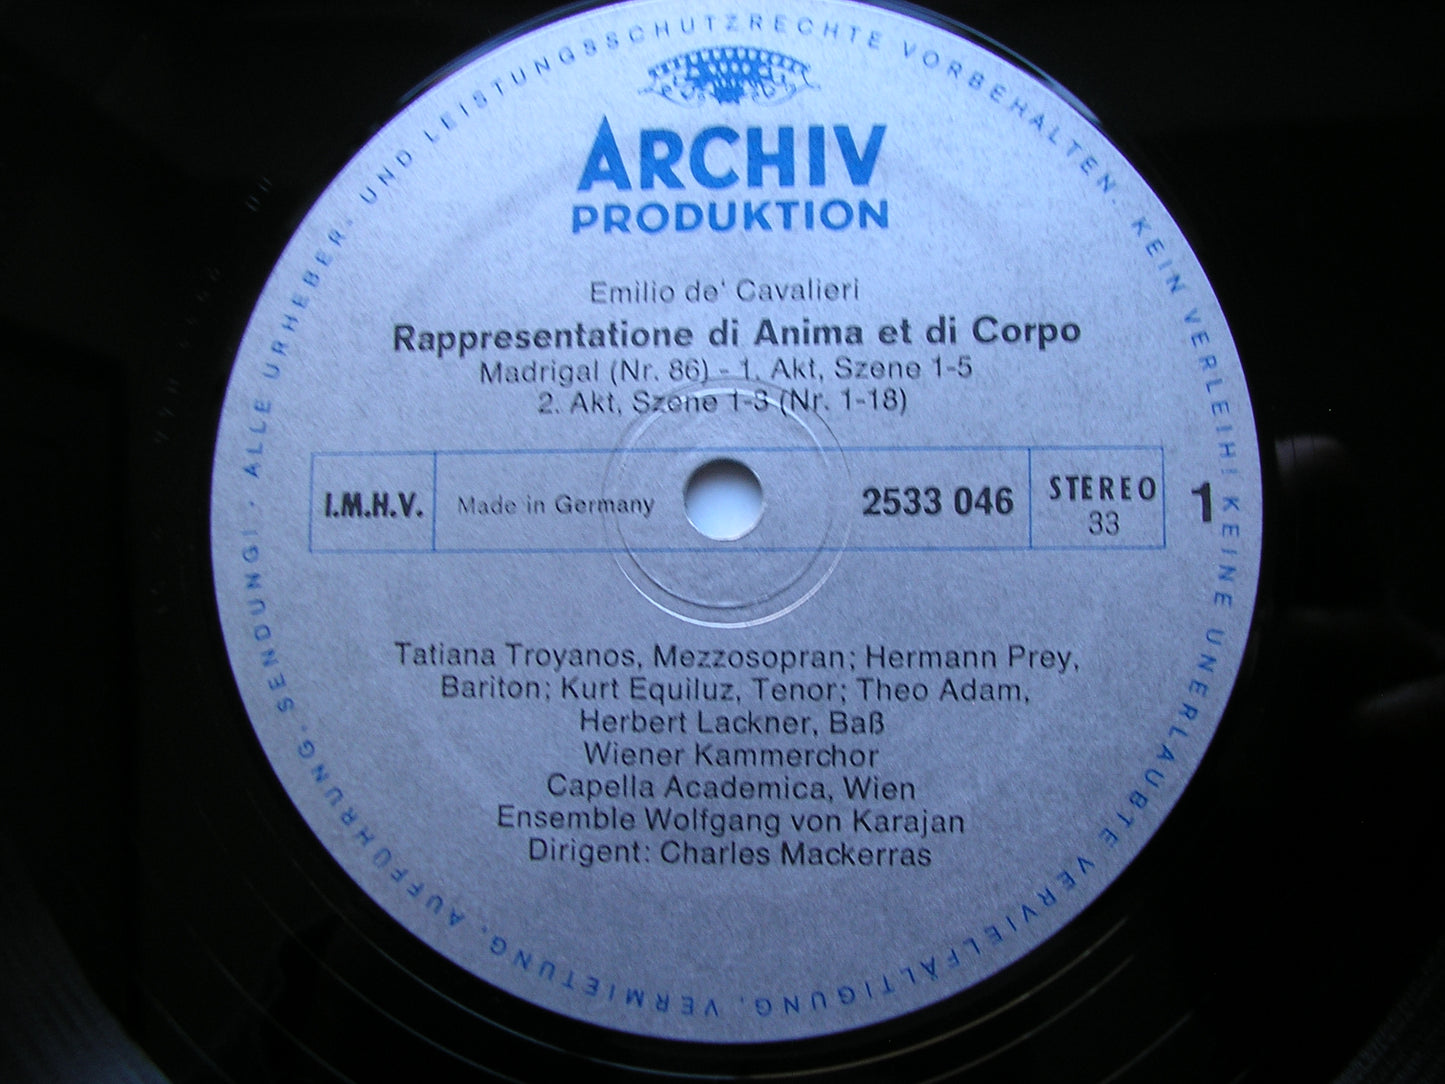 ALLE URHEBER- UND LEISTUNGSSCHUTZRECHTE VORBEHALTEN. KEIN VERLEIH! KEINE UNERLAUBTE VERVIELFÄLTIGUNG, VERMIETUNG, AUFFÜHRUNG, SENDUNG! ·
ARCHIV
PRODUKTION
Emilio de' Cavalieri
Rappresentatione di Anima et di Corpo
Madrigal (Nr. 86) - 1. Akt, Szene 1-5
2. Akt, Szene 1-3 (Nr. 1-18)
I.M.H.V. Made in Germany 2533 046 STEREO 1
33
Tatiana Troyanos, Mezzosopran; Hermann Prey,
Bariton; Kurt Equiluz, Tenor; Theo Adam,
Herbert Lackner, Baß
Wiener Kammerchor
Capella Academica, Wien
Ensemble Wolfgang von Karajan
Dirigent: Charles Mackerras